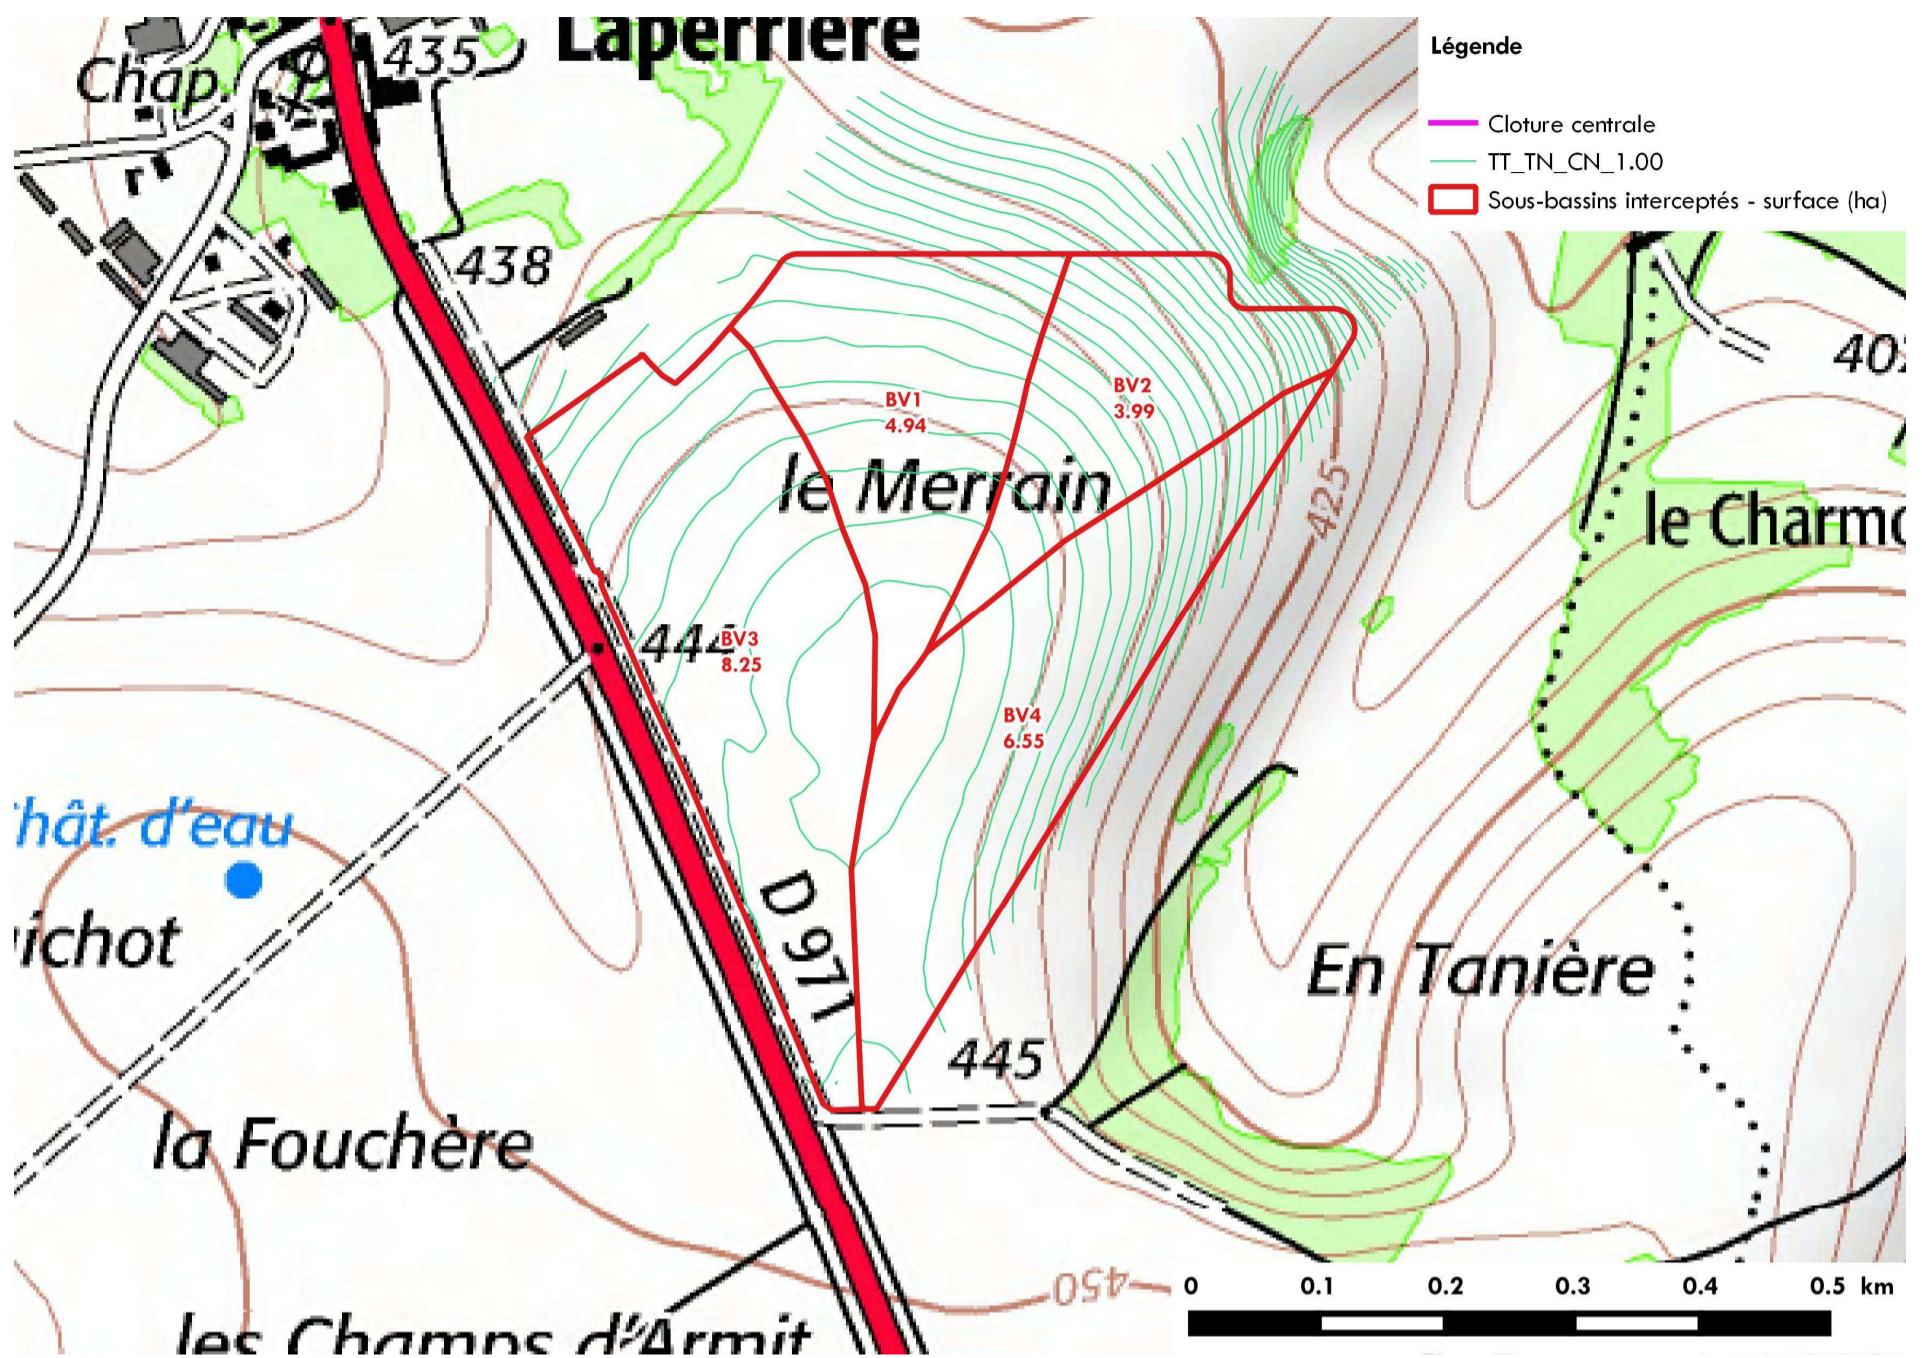 Laperrière
Légende
435
Chap.
Cloture centrale
TT_TN_CN_1.00
Sous-bassins interceptés - surface (ha)
438
BV1
4.94
BV2
3.99
le Merrain
425
444
BV3
8.25
BV4
6.55
hât. d'eau
D 971
ichot
En Tanière
445
la Fouchère
450
les Champs d'Armit
0 0.1 0.2 0.3 0.4 0.5 km